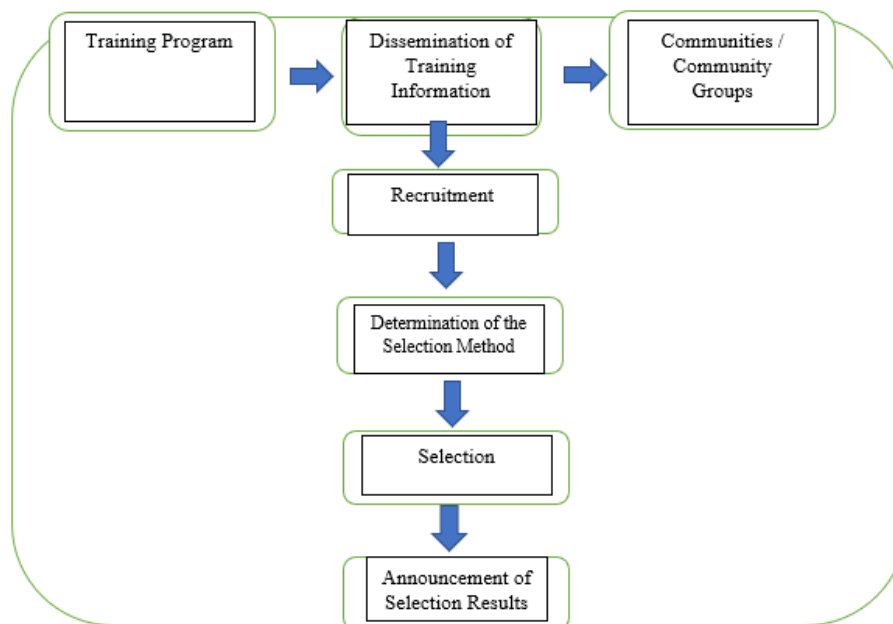 Training Program
Dissemination of
Training
Information
Communities /
Community
Groups
Recruitment
Determination of the
Selection Method
Selection
Announcement of
Selection Results